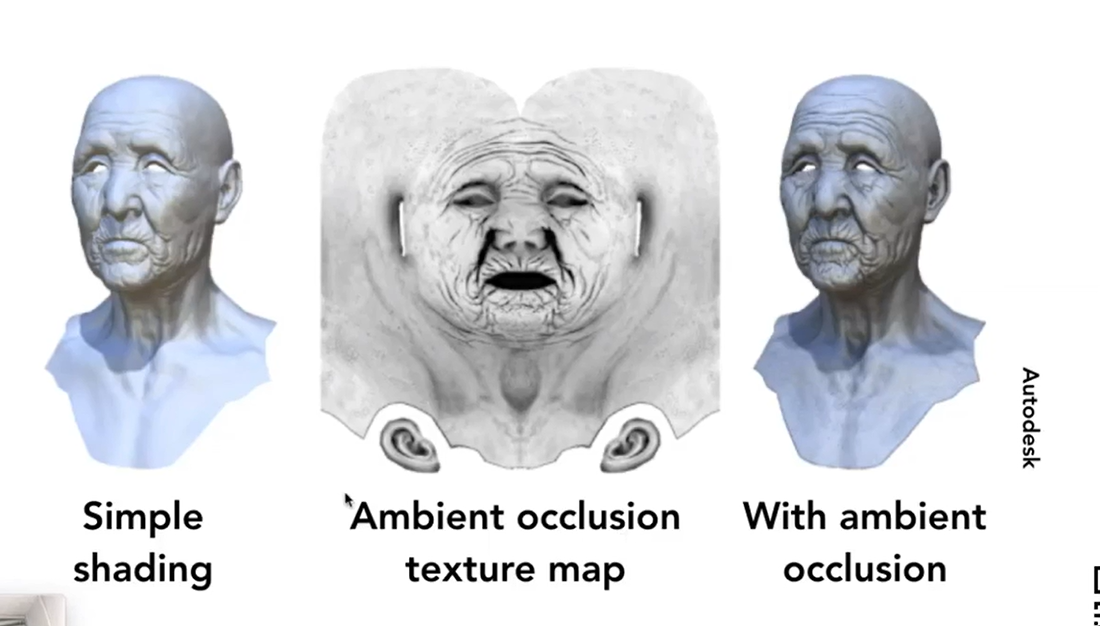 Simple
shading
Ambient occlusion
texture map
With ambient
occlusion
Autodesk